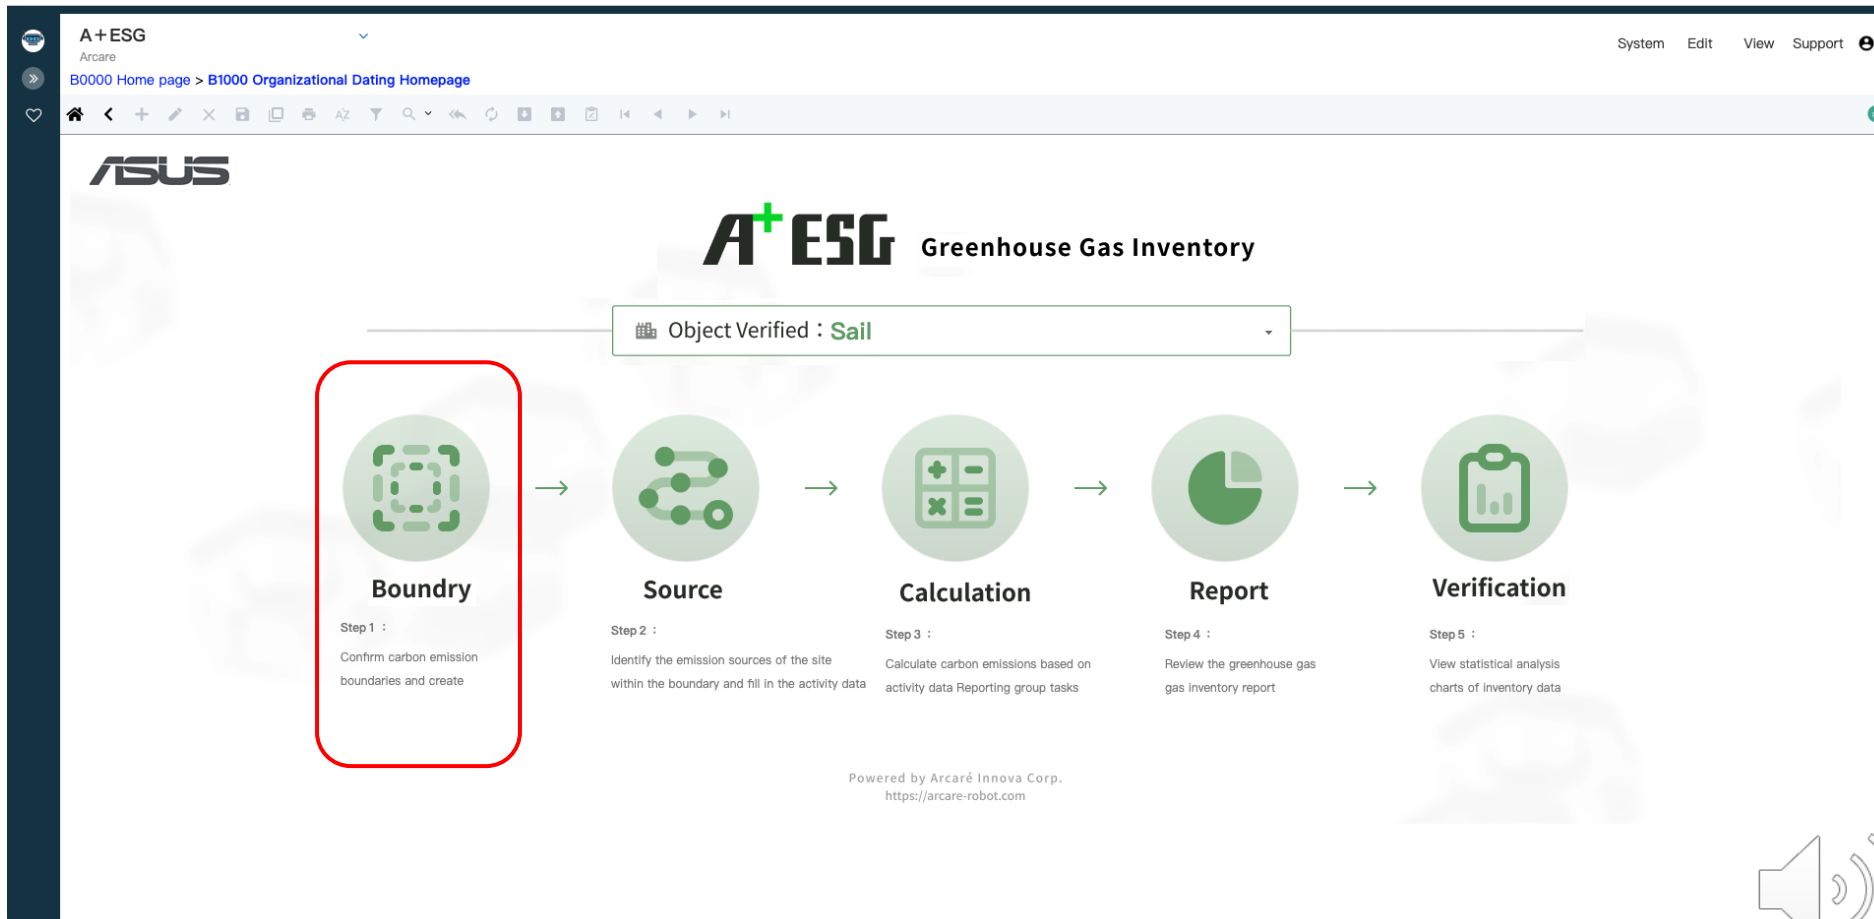 A+ESG
Arcare
System Edit View Support
B0000 Home page > B1000 Organizational Dating Homepage
AZ
ASUS
A+ESG Greenhouse Gas Inventory
Object Verified：Sail
Boundry
Step 1 ：
Confirm carbon emission
boundaries and create
Source
Step 2 ：
Identify the emission sources of the site
within the boundary and fill in the activity data
Calculation
Step 3 ：
Calculate carbon emissions based on
activity data Reporting group tasks
Report
Step 4 ：
Review the greenhouse gas
gas inventory report
Verification
Step 5 ：
View statistical analysis
charts of inventory data
Powered by Arcaré Innova Corp.
https://arcare-robot.com